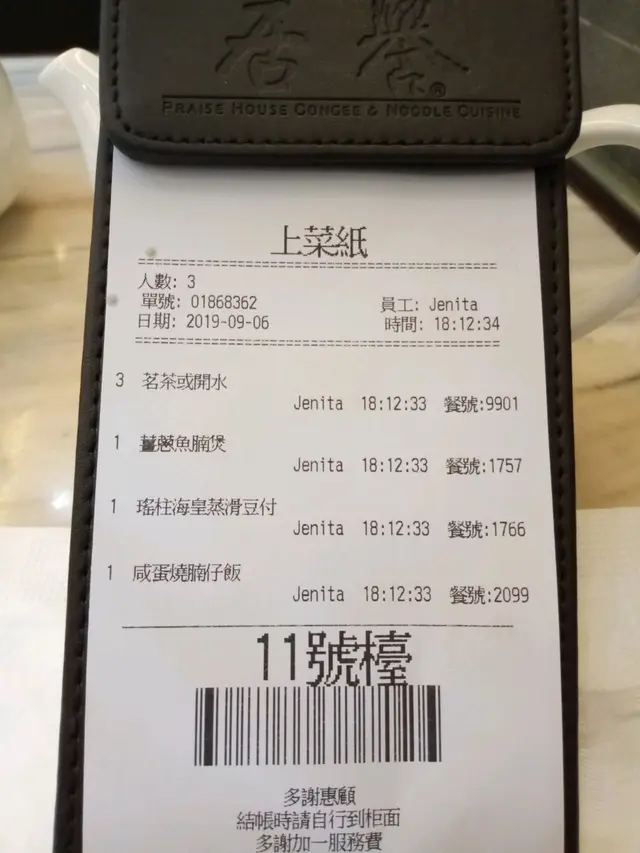 PRAISE HOUSE CONGEE & NOODLE CUISINE
上菜紙
人數: 3
單號: 01868362 員工: Jenita
日期: 2019-09-06 時間: 18:12:34
3 茗茶或開水
Jenita 18:12:33 餐號:9901
1 薑蔥魚腩煲
Jenita 18:12:33 餐號:1757
1 瑤柱海皇蒸滑豆付
Jenita 18:12:33 餐號:1766
1 咸蛋燒腩仔飯
Jenita 18:12:33 餐號:2099
11號檯
多謝惠顧
結帳時請自行到柜面
多謝加一服務費